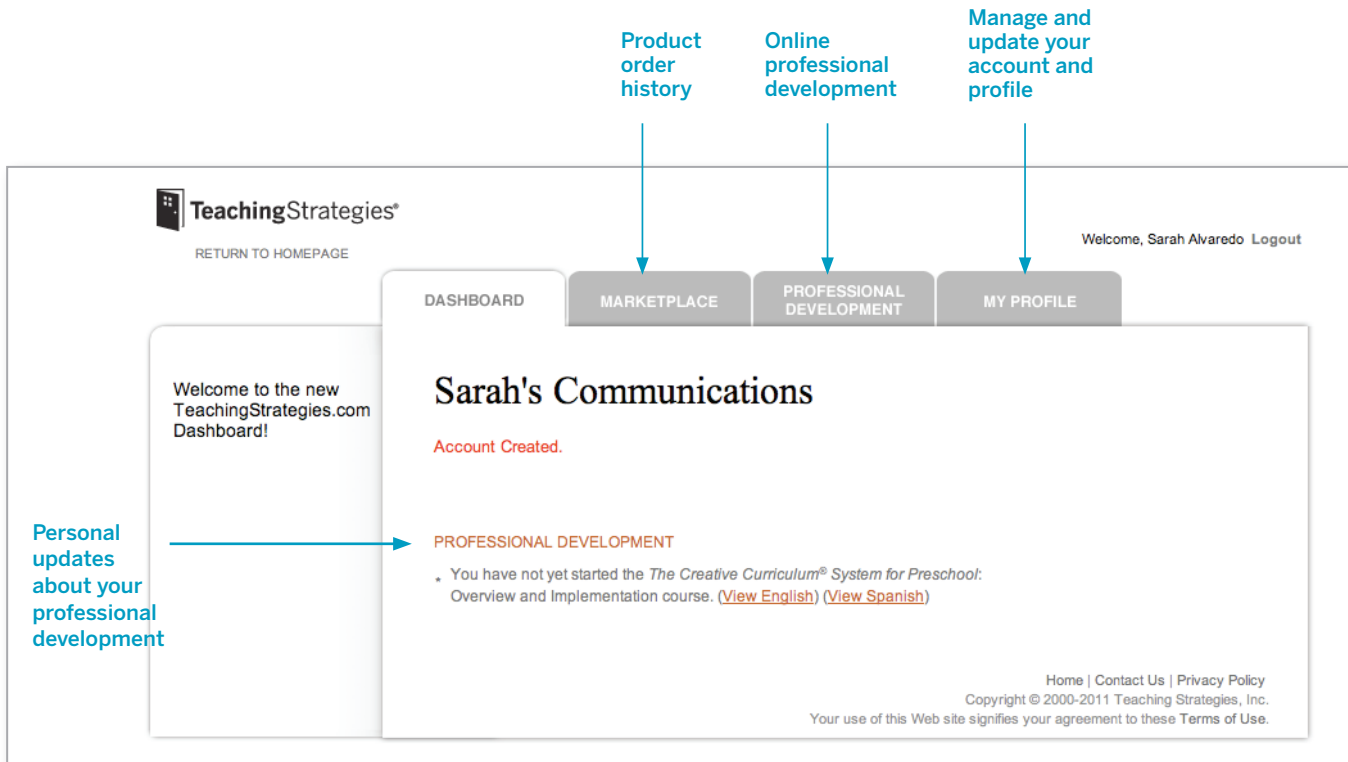 Product
order
history
Online
professional
development
Manage and
update your
account and
profile
TeachingStrategies®
RETURN TO HOMEPAGE
Welcome, Sarah Alvaredo Logout
DASHBOARD
MARKETPLACE
PROFESSIONAL
DEVELOPMENT
MY PROFILE
Welcome to the new
TeachingStrategies.com
Dashboard!
Sarah's Communications
Account Created.
Personal
updates
about your
professional
development
PROFESSIONAL DEVELOPMENT
* You have not yet started the The Creative Curriculum® System for Preschool:
Overview and Implementation course. (View English) (View Spanish)
Home | Contact Us | Privacy Policy
Copyright © 2000-2011 Teaching Strategies, Inc.
Your use of this Web site signifies your agreement to these Terms of Use.